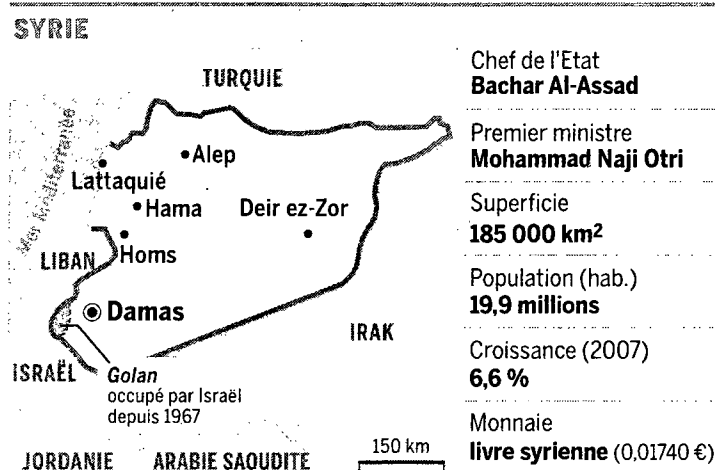 SYRIE
TURQUIE
Mer Méditerranée
Alep
Lattaquié
Hama
Deir ez-Zor
Homs
LIBAN
Damas
IRAK
ISRAËL
Golan
occupé par Israël
depuis 1967
JORDANIE
ARABIE SAOUDITE
150 km
Chef de l'Etat
Bachar Al-Assad
Premier ministre
Mohammad Naji Otri
Superficie
185 000 km²
Population (hab.)
19,9 millions
Croissance (2007)
6,6 %
Monnaie
livre syrienne (0,01740 €)